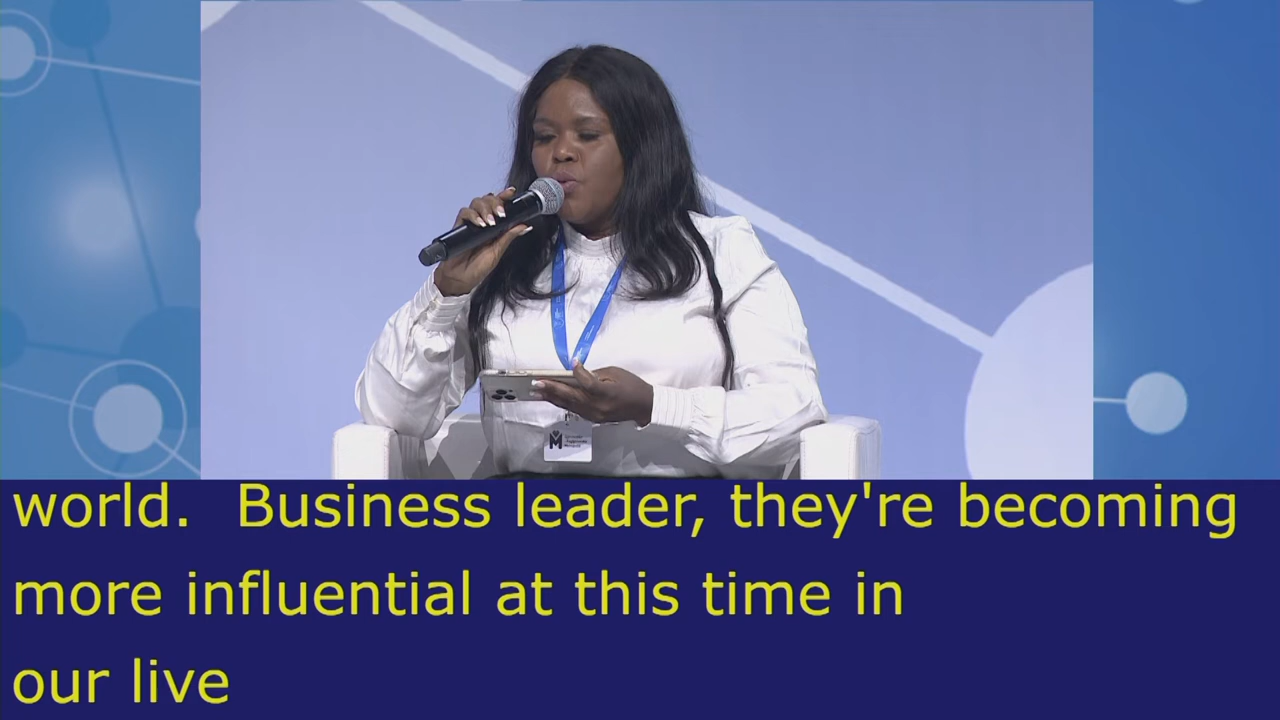 world.  Business leader, they're becoming
more influential at this time in
our live
M